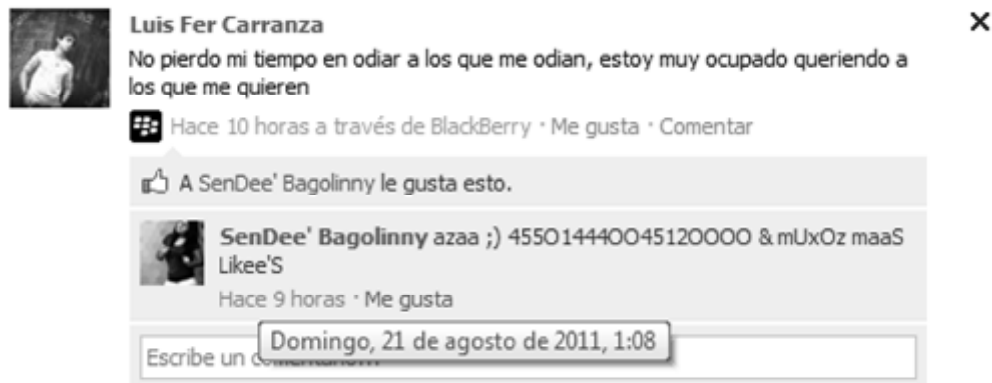 Luis Fer Carranza
No pierdo mi tiempo en odiar a los que me odian, estoy muy ocupado queriendo a
los que me quieren
Hace 10 horas a través de BlackBerry · Me gusta · Comentar
A SenDee' Bagolinny le gusta esto.
SenDee' Bagolinny azaa ;) 455O1444OO4512OOOO & mUxOz maaS
Likee'S
Hace 9 horas · Me gusta
Domingo, 21 de agosto de 2011, 1:08
Escribe un